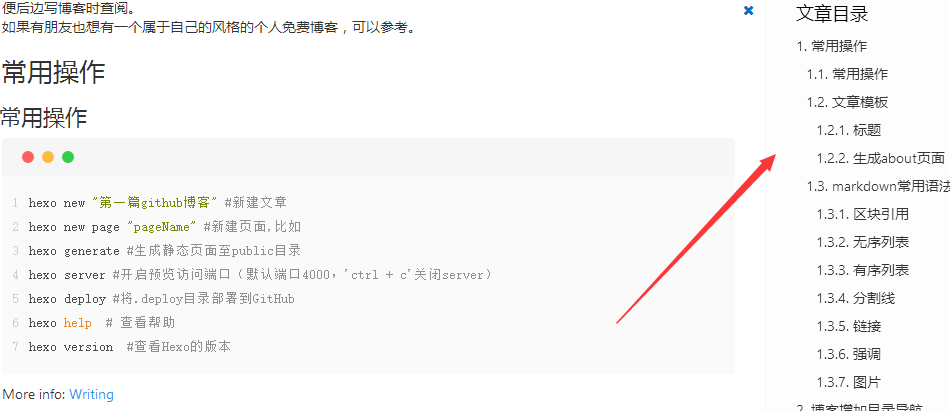 便后边写博客时查阅。
如果有朋友也想有一个属于自己的风格的个人免费博客，可以参考。
常用操作
常用操作
1 hexo new "第一篇github博客" #新建文章
2 hexo new page "pageName" #新建页面,比如
3 hexo generate #生成静态页面至public目录
4 hexo server #开启预览访问端口（默认端口4000，'ctrl + c'关闭server）
5 hexo deploy #将.deploy目录部署到GitHub
6 hexo help # 查看帮助
7 hexo version #查看Hexo的版本
More info: Writing
文章目录
1. 常用操作
1.1. 常用操作
1.2. 文章模板
1.2.1. 标题
1.2.2. 生成about页面
1.3. markdown常用语法
1.3.1. 区块引用
1.3.2. 无序列表
1.3.3. 有序列表
1.3.4. 分割线
1.3.5. 链接
1.3.6. 强调
1.3.7. 图片
2. 博客增加目录导航